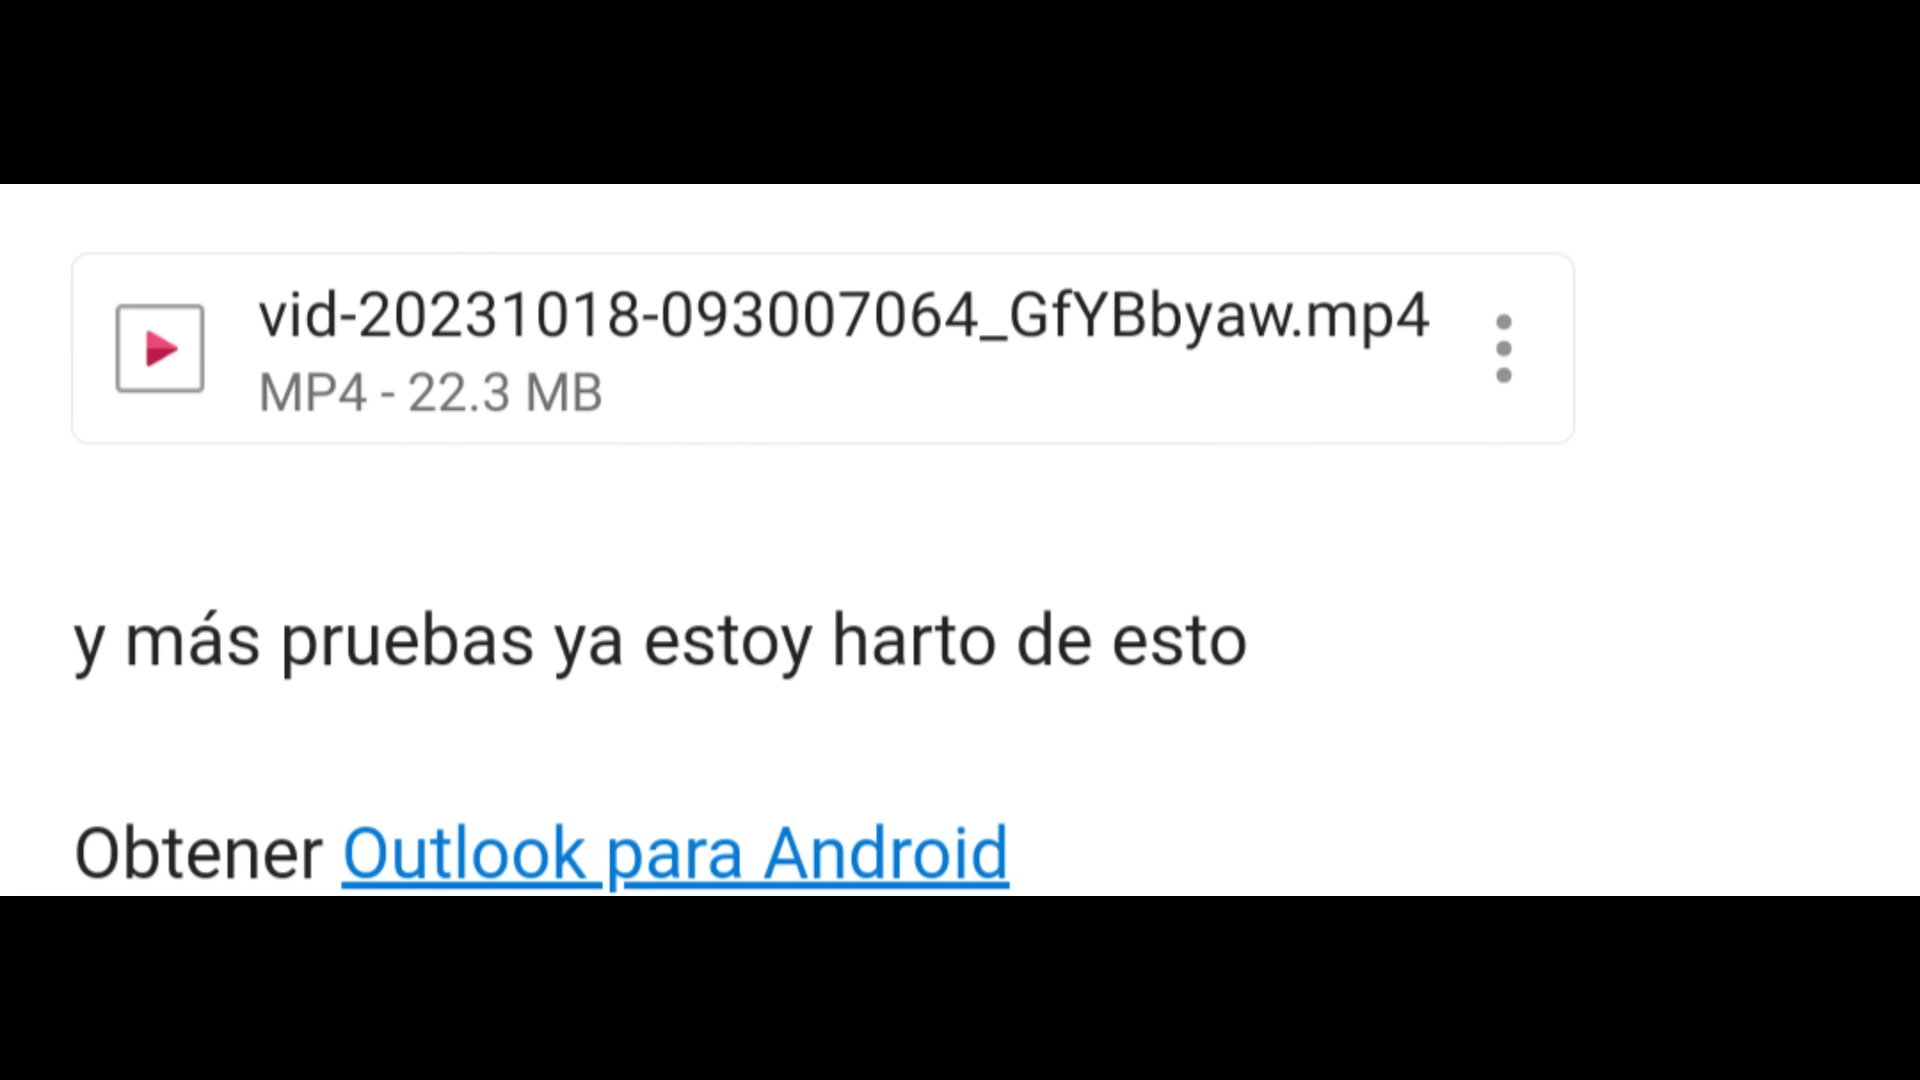 vid-20231018-093007064_GfYBbyaw.mp4
MP4 - 22.3 MB
y más pruebas ya estoy harto de esto
Obtener Outlook para Android